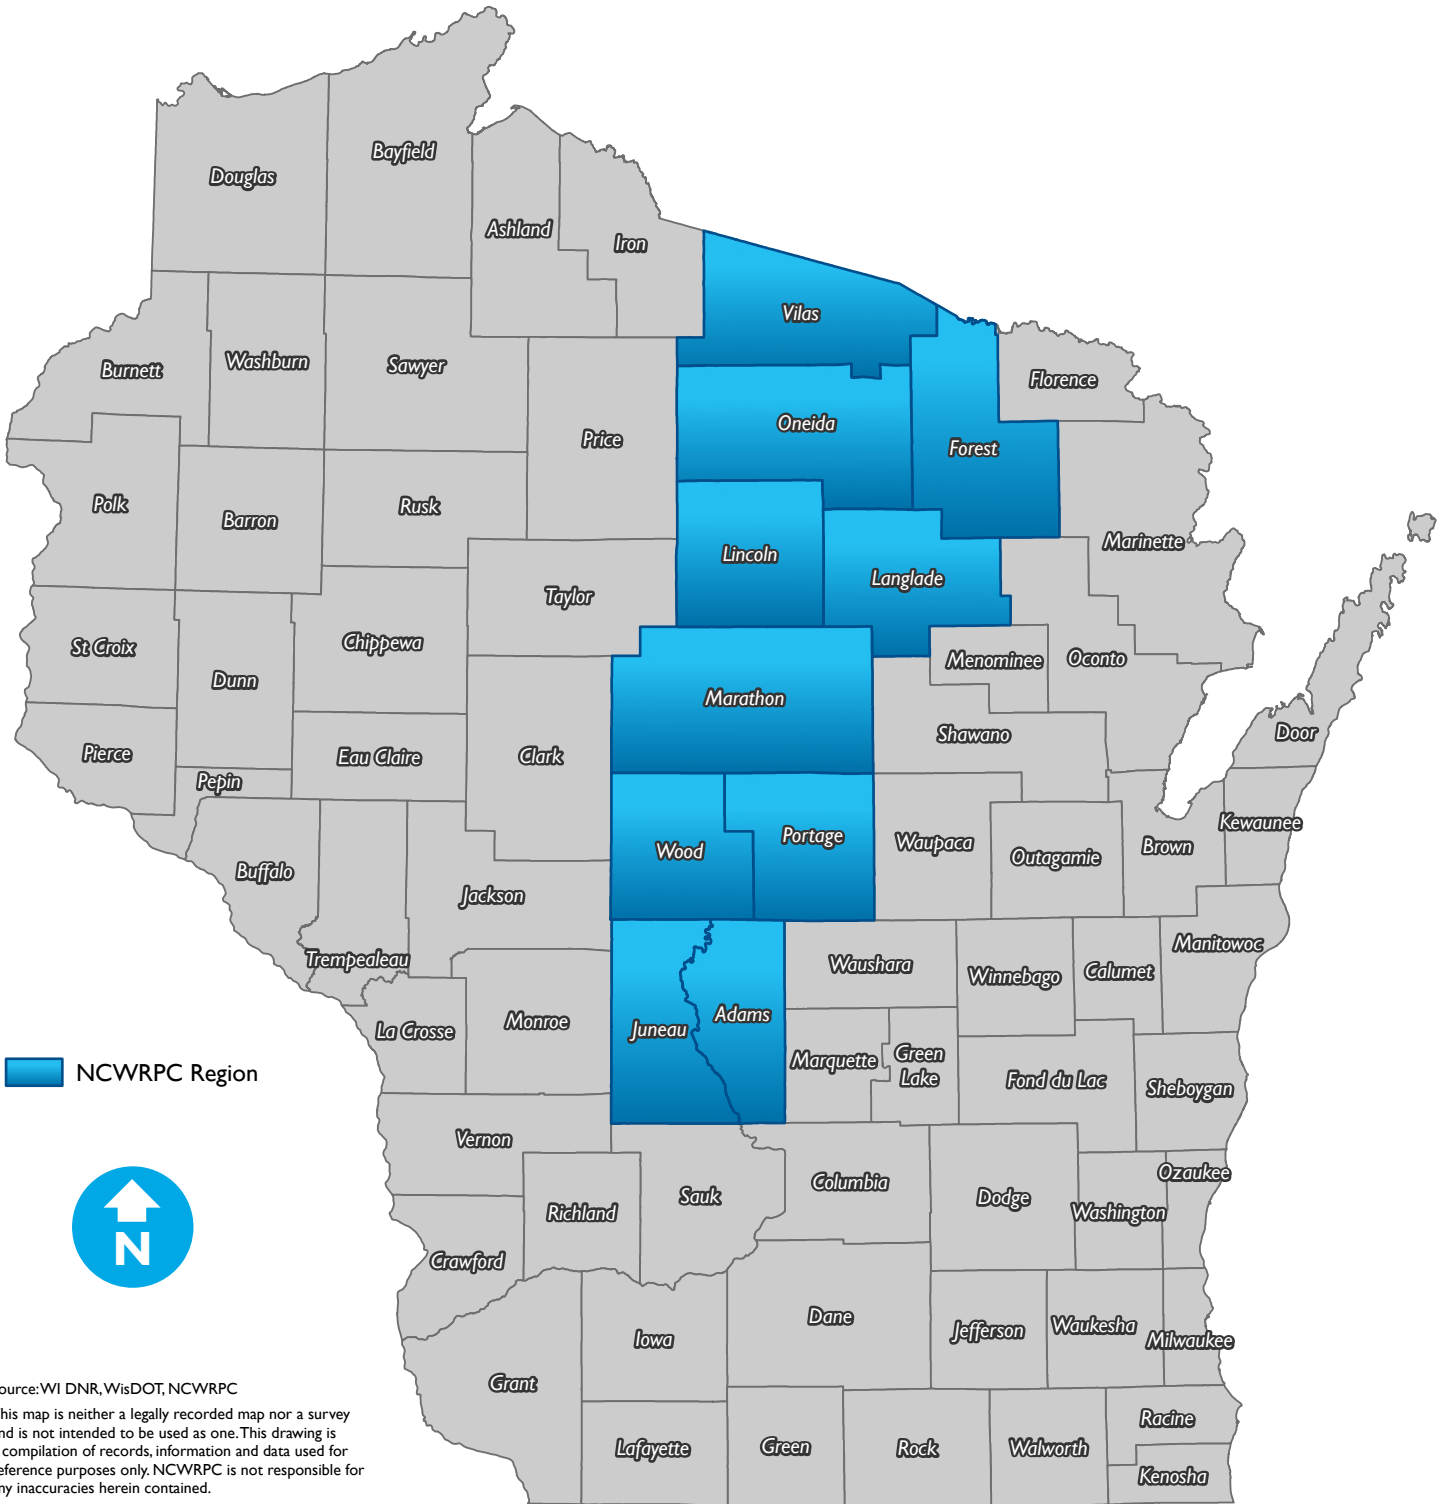 Bayfield
Douglas
Ashland
Iron
Vilas
Burnett
Washburn
Sawyer
Florence
Price
Oneida
Forest
Polk
Barron
Rusk
Marinette
Lincoln
Langlade
Taylor
St Croix
Chippewa
Menominee
Oconto
Dunn
Marathon
Pierce
Eau Claire
Clark
Shawano
Door
Pepin
Kewaunee
Buffalo
Wood
Portage
Waupaca
Outagamie
Brown
Jackson
Trempealeau
Waushara
Winnebago
Calumet
Manitowoc
La Crosse
Monroe
Juneau
Adams
Marquette
Green
Lake
Fond du Lac
Sheboygan
NCWRPC Region
Vernon
Richland
Sauk
Columbia
Dodge
Washington
Ozaukee
N
Crawford
Iowa
Dane
Jefferson
Waukesha
Milwaukee
Grant
Lafayette
Green
Rock
Walworth
Racine
Kenosha
ource: WI DNR, WisDOT, NCWRPC
his map is neither a legally recorded map nor a survey
nd is not intended to be used as one. This drawing is
compilation of records, information and data used for
eference purposes only. NCWRPC is not responsible for
ny inaccuracies herein contained.